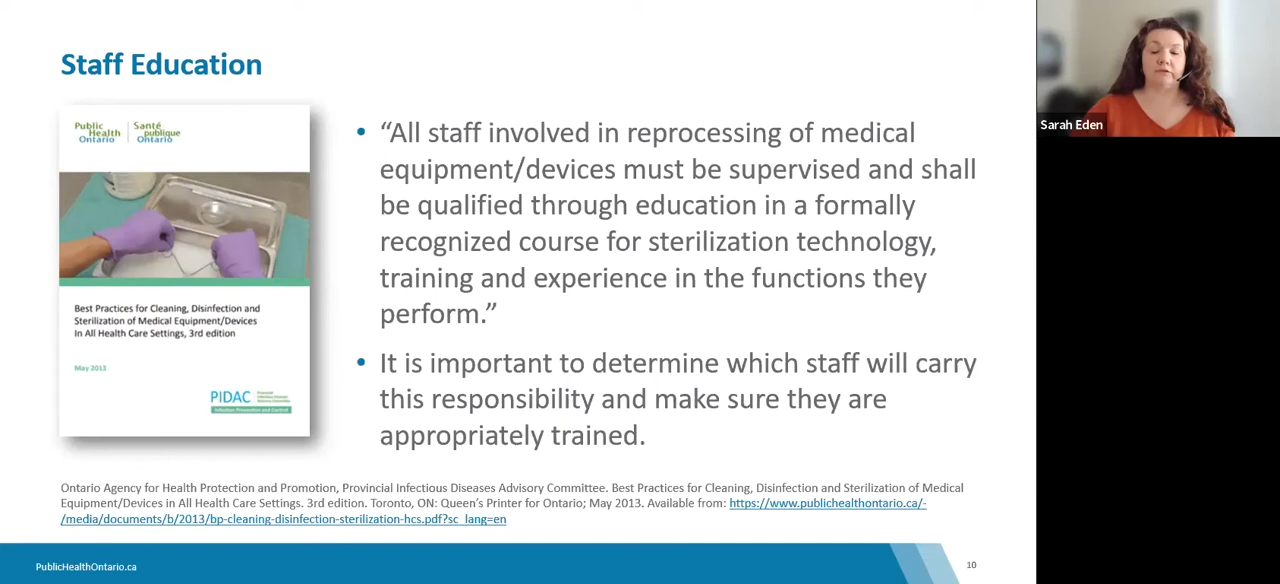 Staff Education
Public
Health
Ontario
Santé
publique
Ontario
Best Practices for Cleaning, Disinfection and
Sterilization of Medical Equipment/Devices
In All Health Care Settings, 3rd edition
May 2013
PIDAC
Infection Prevention and Control
• “All staff involved in reprocessing of medical
equipment/devices must be supervised and shall
be qualified through education in a formally
recognized course for sterilization technology,
training and experience in the functions they
perform.”
• It is important to determine which staff will carry
this responsibility and make sure they are
appropriately trained.
Ontario Agency for Health Protection and Promotion, Provincial Infectious Diseases Advisory Committee. Best Practices for Cleaning, Disinfection and Sterilization of Medical
Equipment/Devices in All Health Care Settings. 3rd edition. Toronto, ON: Queen’s Printer for Ontario; May 2013. Available from: https://www.publichealthontario.ca/-
/media/documents/b/2013/bp-cleaning-disinfection-sterilization-hcs.pdf?sc_lang=en
PublicHealthOntario.ca
10
Sarah Eden